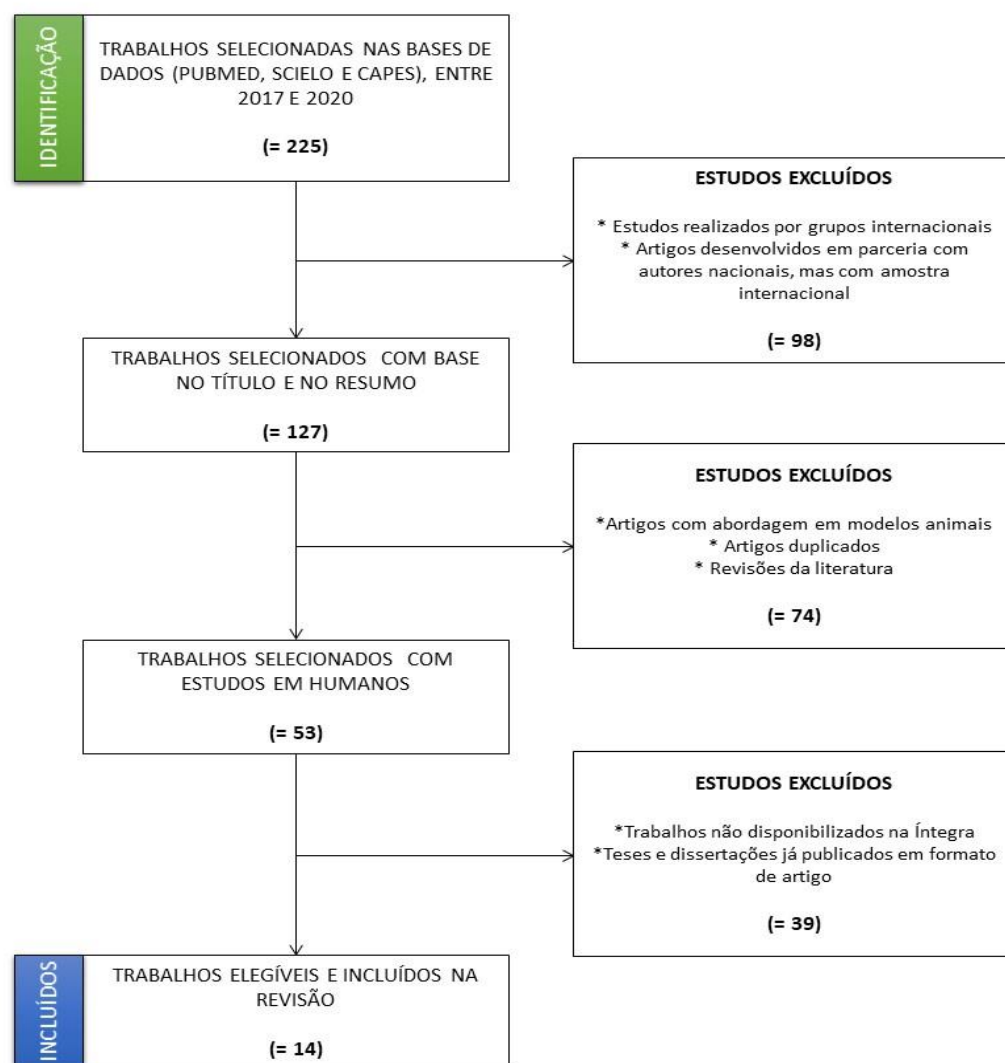 IDENTIFICAÇÃO
TRABALHOS SELECIONADAS NAS BASES DE
DADOS (PUBMED, SCIELO E CAPES), ENTRE
2017 E 2020
(= 225)
ESTUDOS EXCLUÍDOS
* Estudos realizados por grupos internacionais
* Artigos desenvolvidos em parceria com
autores nacionais, mas com amostra
internacional
(= 98)
TRABALHOS SELECIONADOS COM BASE
NO TÍTULO E NO RESUMO
(= 127)
ESTUDOS EXCLUÍDOS
*Artigos com abordagem em modelos animais
* Artigos duplicados
* Revisões da literatura
(= 74)
TRABALHOS SELECIONADOS COM
ESTUDOS EM HUMANOS
(= 53)
ESTUDOS EXCLUÍDOS
*Trabalhos não disponibilizados na Íntegra
*Teses e dissertações já publicados em formato
de artigo
(= 39)
INCLUÍDOS
TRABALHOS ELEGÍVEIS E INCLUÍDOS NA
REVISÃO
(= 14)